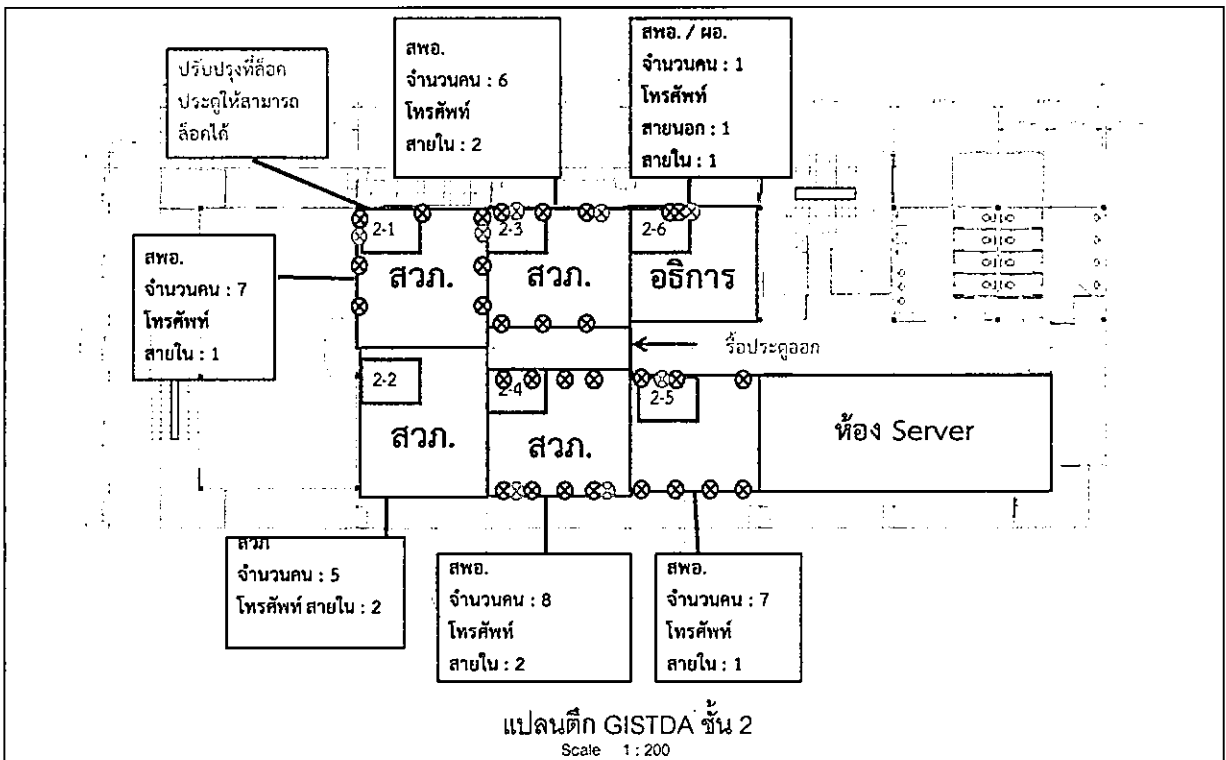 ปรับปรุงที่ล็อค
ประตูให้สามารถ
ล็อคได้
สพอ.
จำนวนคน : 6
โทรศัพท์
สายใน : 2
สพอ. / ผอ.
จำนวนคน : 1
โทรศัพท์
สายนอก : 1
สายใน : 1
สพอ.
จำนวนคน : 7
โทรศัพท์
สายใน : 1
2-1
สวภ.
2-3
สวภ.
2-6
อธิการ
รื้อประตูออก
2-2
สวภ.
2-4
สวภ.
2-5
ห้อง Server
สวภ
จำนวนคน : 5
โทรศัพท์ สายใน : 2
สพอ.
จำนวนคน : 8
โทรศัพท์
สายใน : 2
สพอ.
จำนวนคน : 7
โทรศัพท์
สายใน : 1
แปลนตึก GISTDA ชั้น 2
Scale 1 : 200